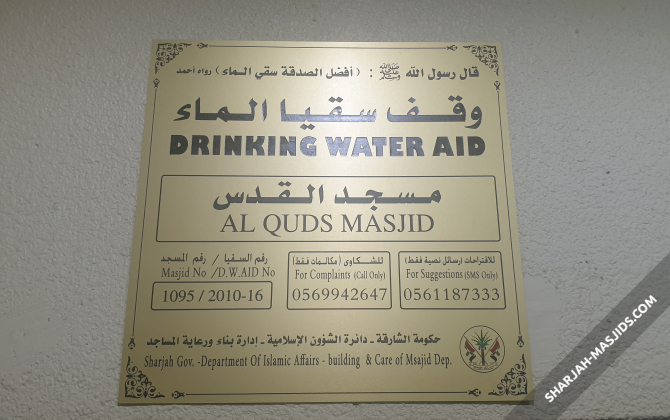 قال رسول الله ﷺ : ( أفضل الصدقة سقي الماء ) رواه احمد
وقف سقيا الماء
DRINKING WATER AID
مسجد القدس
AL QUDS MASJID
رقم السقيا / رقم المسجد
Masjid No /D.W.AID No
1095 / 2010-16
للشكاوى (مكالمات فقط)
For Complaints (Call Only)
0569942647
للاقتراحات (رسائل نصية فقط)
For Suggestions (SMS Only)
0561187333
حكومة الشارقة - دائرة الشؤون الإسلامية - إدارة بناء ورعاية المساجد
Sharjah Gov. -Department Of Islamic Affairs - building & Care of Msajid Dep.
SHARJAH-MASJIDS.COM